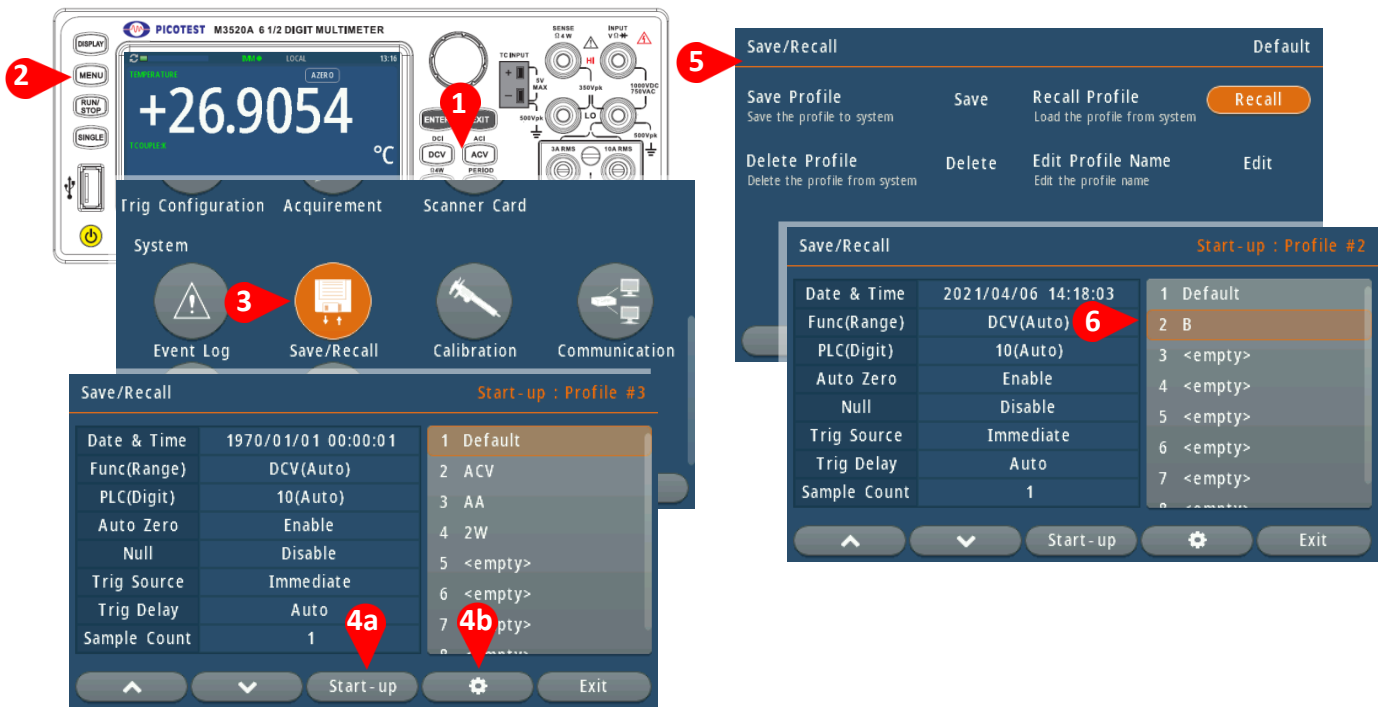 PICOTEST M3520A 6 1/2 DIGIT MULTIMETER
DISPLAY
MENU
RUN/
STOP
SINGLE
IMM
LOCAL
13:16
TEMPERATURE
AZERO
+26.9054
TCOUPLE:K
°C
SENSE
Ω4W
INPUT
TC INPUT
HI
5V
MAX
350Vpk
1000VDC
750VAC
500Vpk
LO
500Vpk
ENTER
EXIT
DCI
ACI
DCV
ACV
Ω4W
PERIOD
3A RMS
10A RMS
1
2
Trig Configuration
Acquirement
Scanner Card
System
3
Event Log
Save/Recall
Calibration
Communication
Save/Recall
Start-up : Profile #3
Date & Time 1970/01/01 00:00:01
Func(Range) DCV(Auto)
PLC(Digit) 10(Auto)
Auto Zero Enable
Null Disable
Trig Source Immediate
Trig Delay Auto
Sample Count 1
1 Default
2 ACV
3 AA
4 2W
5 <empty>
6 <empty>
7
4a
4b
Start-up
Exit
5
Save/Recall
Default
Save Profile
Save the profile to system
Save
Recall Profile
Load the profile from system
Recall
Delete Profile
Delete the profile from system
Delete
Edit Profile Name
Edit the profile name
Edit
Save/Recall
Start-up : Profile #2
Date & Time 2021/04/06 14:18:03
Func(Range) DCV(Auto)
PLC(Digit) 10(Auto)
Auto Zero Enable
Null Disable
Trig Source Immediate
Trig Delay Auto
Sample Count 1
6
1 Default
2 B
3 <empty>
4 <empty>
5 <empty>
6 <empty>
7 <empty>
Start-up
Exit